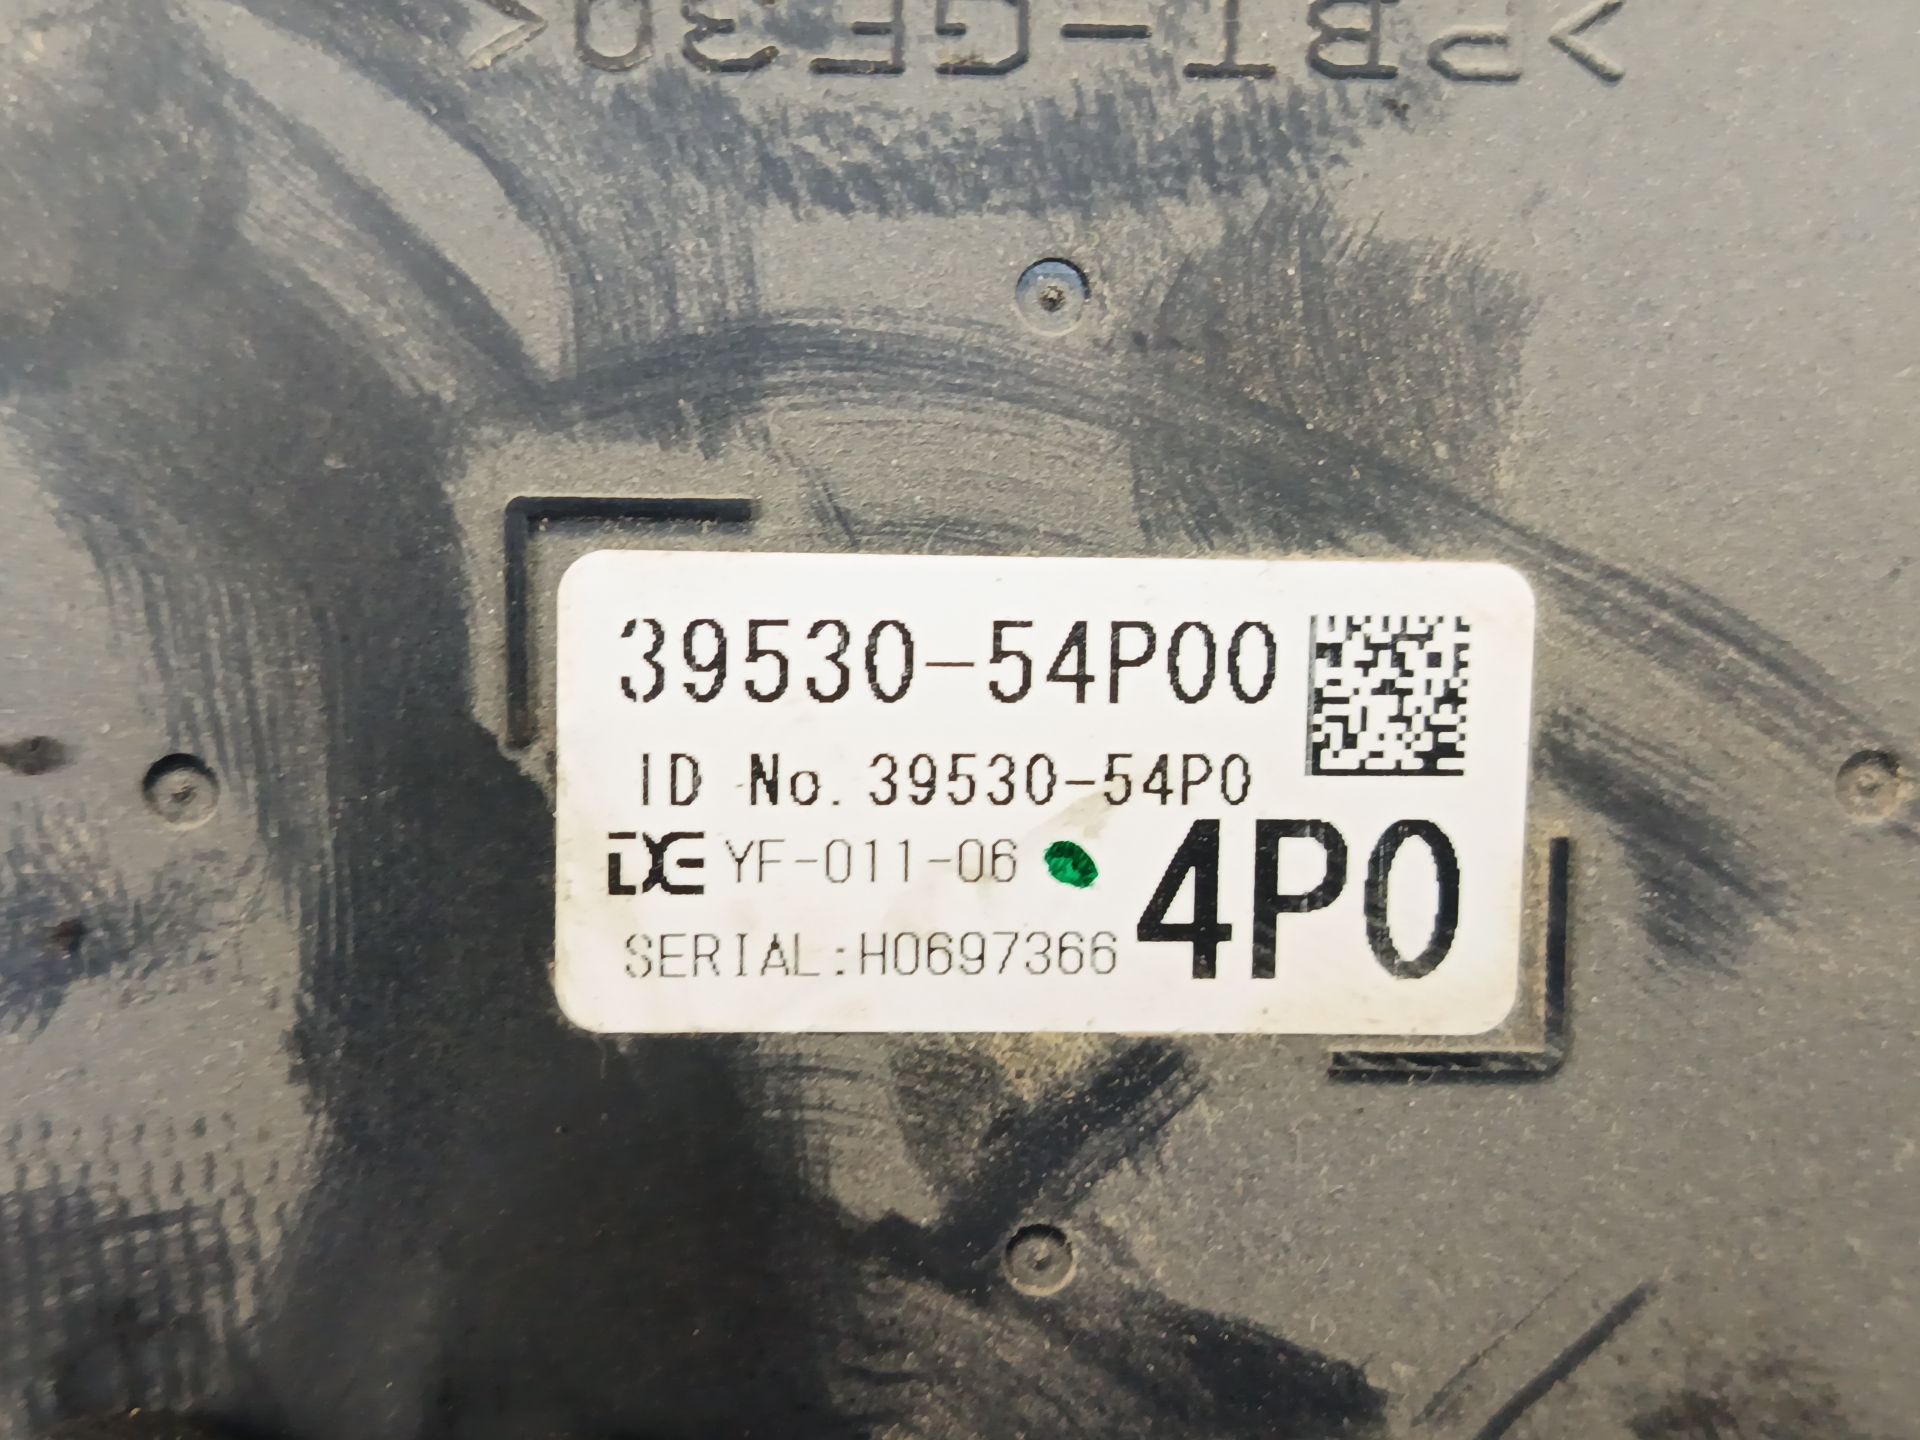 >PBT-GF30<
39530-54P00
ID No. 39530-54P0
YF-011-06
4P0
SERIAL:H0697366